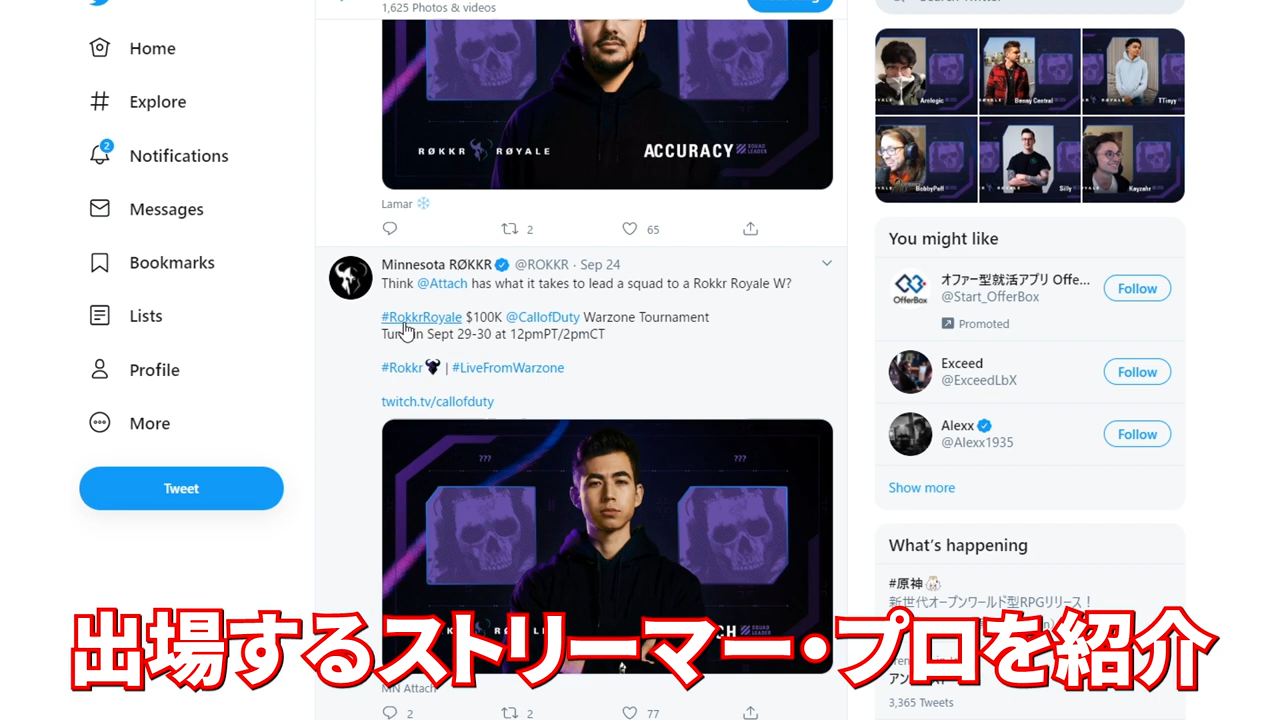 Home
Explore
2
Notifications
Messages
Bookmarks
Lists
Profile
More
Tweet
1,625 Photos & videos
RØKKR RØYALE
ACCURACY SQUAD LEADER
Lamar
2 65
Minnesota RØKKR @ROKKR · Sep 24
Think @Attach has what it takes to lead a squad to a Rokkr Royale W?
#RokkrRoyale $100K @CallofDuty Warzone Tournament
in Sept 29-30 at 12pmPT/2pmCT
#Rokkr | #LiveFromWarzone
twitch.tv/callofduty
??? ???
SQUAD LEADER
MN Attach
2 2 77
Arelogic
Benny Central
TTinyy
BobbyPoff
Silly
Kayzahr
You might like
オファー型就活アプリ Offe...
@Start_OfferBox
OfferBox
Follow
Promoted
Exceed
@ExceedLbX
Follow
Alexx
@Alexx1935
Follow
Show more
What's happening
#原神
新世代オープンワールド型RPGリリース！
3,365 Tweets
出場するストリーマー・プロを紹介